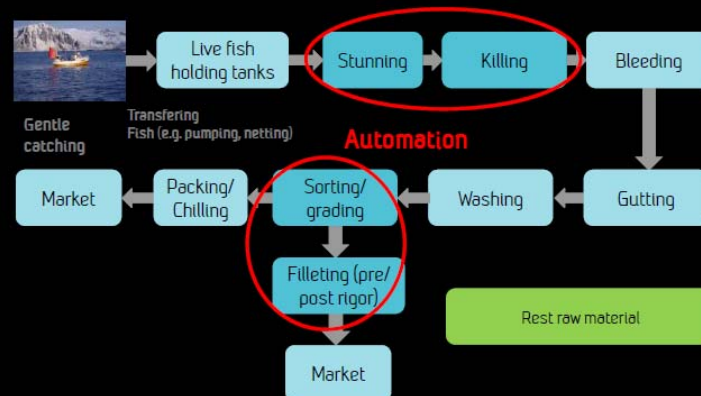 Live fish
holding tanks
Stunning
Killing
Bleeding
Gentle
catching
Transfering
Fish (e.g. pumping, netting)
Automation
Market
Packing/
Chilling
Sorting/
grading
Washing
Gutting
Filleting (pre/
post rigor)
Rest raw material
Market